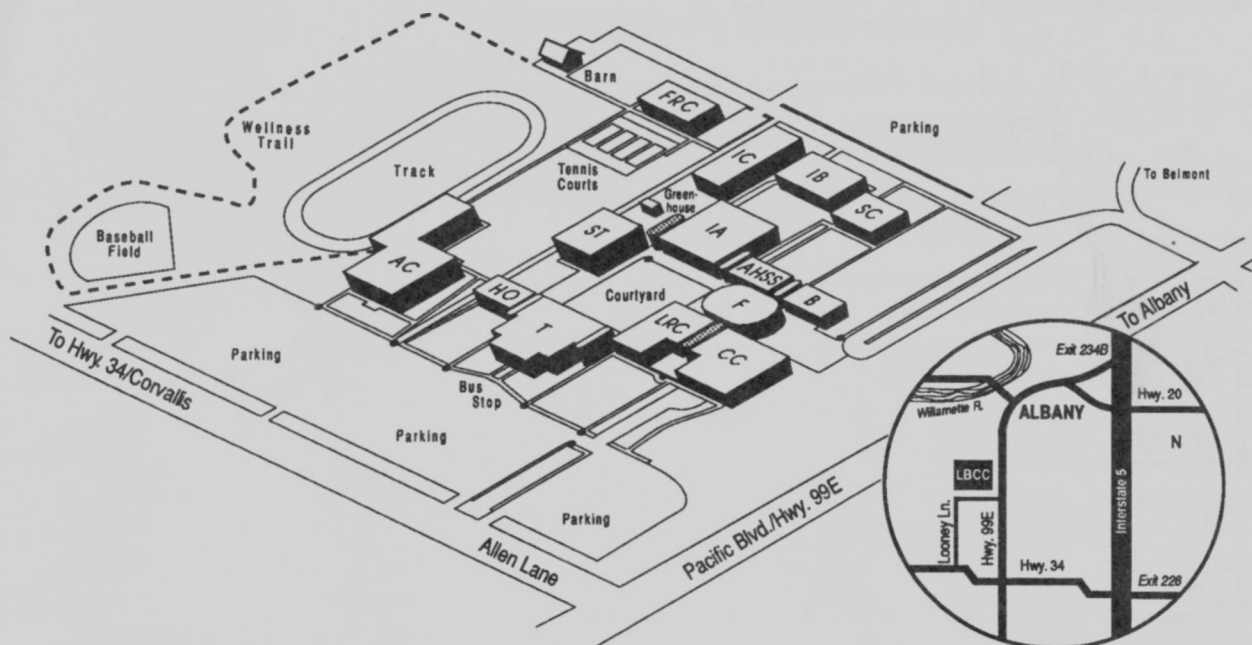 Barn
FRC
Parking
Wellness
Trail
IC
Track
Tennis
Courts
IB
To Belmont
Green-
house
SC
ST
IA
Baseball
Field
AC
AHSS
HO
Courtyard
F
B
T
LRC
CC
To Albany
To Hwy. 34/Corvallis
Parking
Bus
Stop
Parking
Parking
Allen Lane
Pacific Blvd./Hwy. 99E
Exit 234B
Willamette R.
ALBANY
Hwy. 20
N
LBCC
Looney Ln.
Hwy. 99E
Interstate 5
Hwy. 34
Exit 228